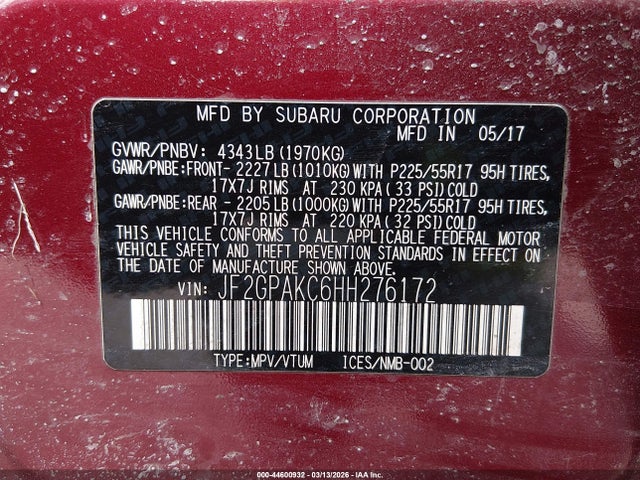 MFD BY SUBARU CORPORATION
MFD IN 05/17
GVWR/PNBV: 4343LB (1970KG)
GAWR/PNBE:FRONT- 2227LB (1010KG) WITH P225/55R17 95H TIRES,
17X7J RIMS AT 230 KPA (33 PSI) COLD
GAWR/PNBE:REAR - 2205LB (1000KG) WITH P225/55R17 95H TIRES,
17X7J RIMS AT 220 KPA (32 PSI) COLD
THIS VEHICLE CONFORMS TO ALL APPLICABLE FEDERAL MOTOR
VEHICLE SAFETY AND THEFT PREVENTION STANDARDS IN EFFECT ON
THE DATE OF MANUFACTURE SHOWN ABOVE.
VIN: JF2GPAKC6HH276172
TYPE:MPV/VTUM ICES/NMB-002
000-44600932 - 03/13/2026 - IAA Inc.